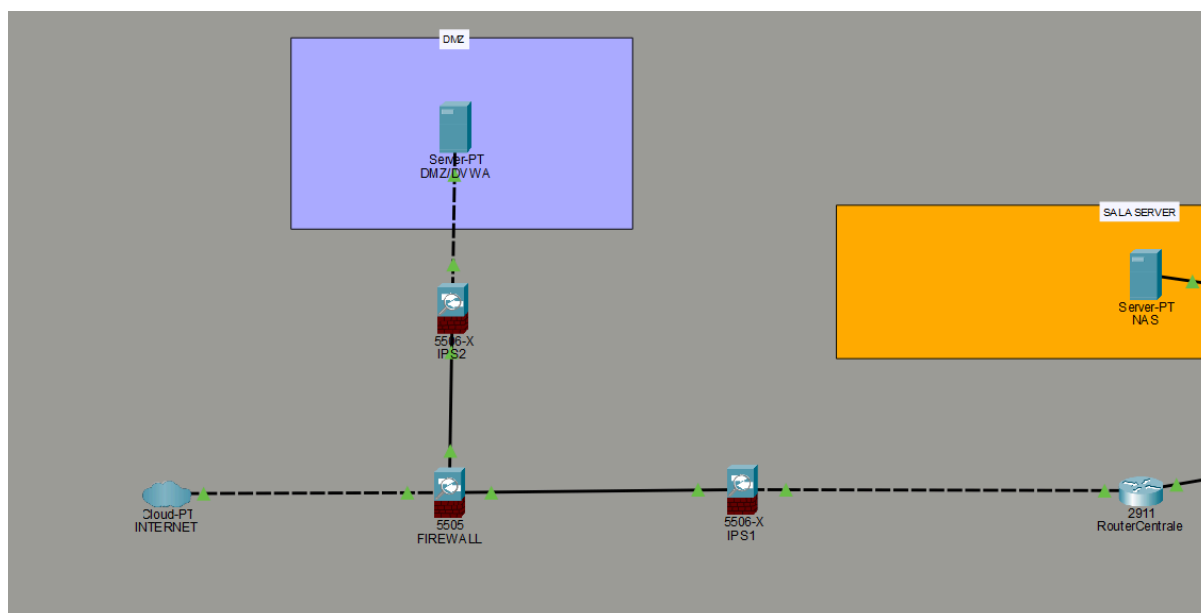 DMZ
Server-PT
DMZ/DVWA
SALA SERVER
Server-PT
NAS
5506-X
IPS2
Cloud-PT
INTERNET
5505
FIREWALL
5506-X
IPS1
2911
RouterCentrale